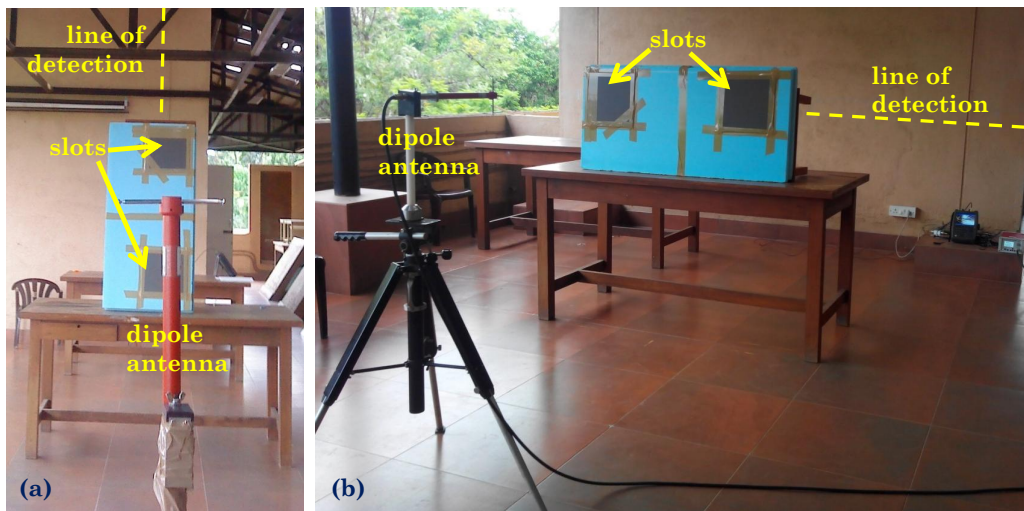 line of
detection
slots
dipole
antenna
(a)
slots
line of
detection
dipole
antenna
(b)